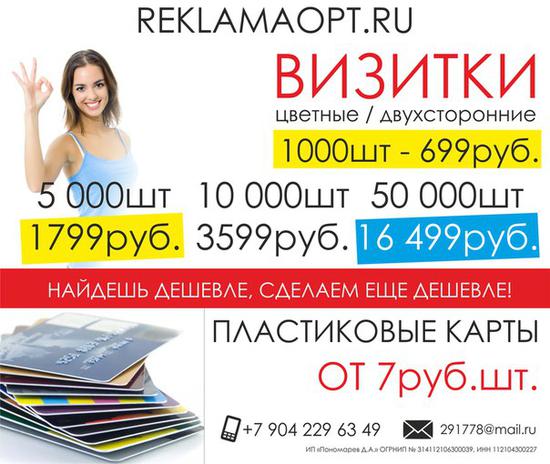 REKLAMAOPT.RU
ВИЗИТКИ
цветные / двухсторонние
1000шт - 699руб.
5 000шт 10 000шт 50 000шт
1799руб. 3599руб. 16 499руб.
НАЙДЕШЬ ДЕШЕВЛЕ, СДЕЛАЕМ ЕЩЕ ДЕШЕВЛЕ!
ПЛАСТИКОВЫЕ КАРТЫ
ОТ 7руб.шт.
+7 904 229 63 49 291778@mail.ru
ИП «Пономарев Д.А.» ОГРНИП № 314112106300039, ИНН 112104300227